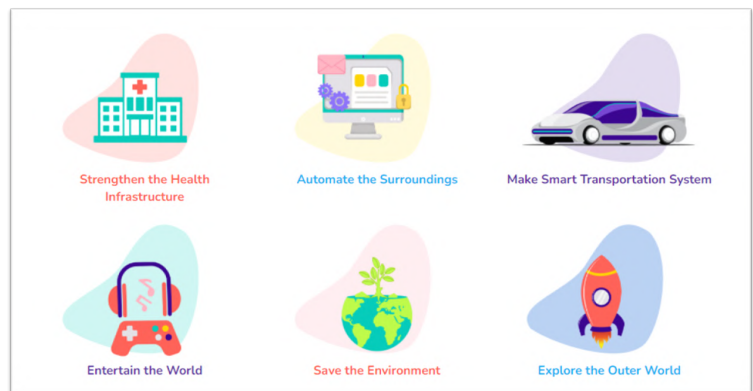 Strengthen the Health
Infrastructure
Automate the Surroundings
Make Smart Transportation System
Entertain the World
Save the Environment
Explore the Outer World